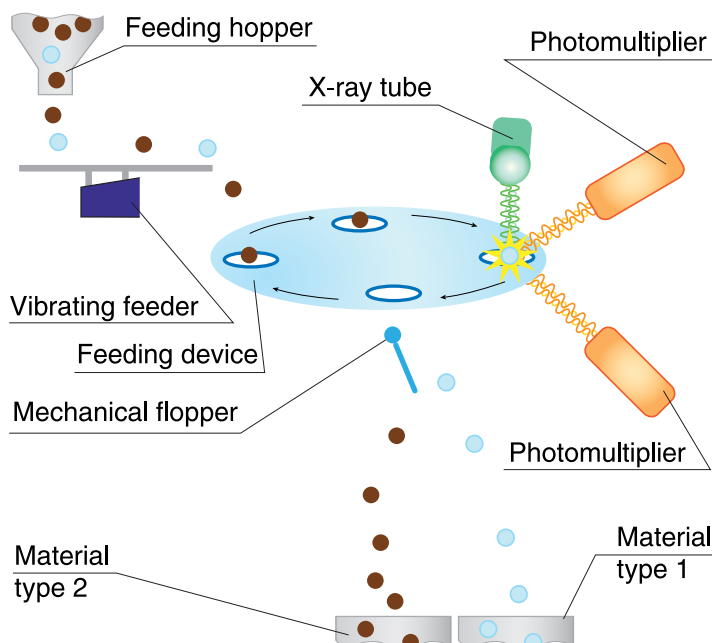 Feeding hopper
Photomultiplier
X-ray tube
Vibrating feeder
Feeding device
Mechanical flopper
Photomultiplier
Material
type 2
Material
type 1